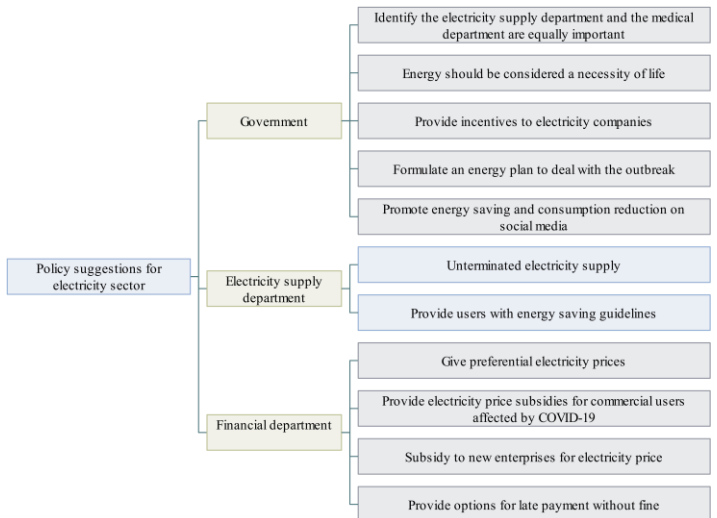 Policy suggestions for
electricity sector
Government
Identify the electricity supply department and the medical
department are equally important
Energy should be considered a necessity of life
Provide incentives to electricity companies
Formulate an energy plan to deal with the outbreak
Promote energy saving and consumption reduction on
social media
Electricity supply
department
Unterminated electricity supply
Provide users with energy saving guidelines
Financial department
Give preferential electricity prices
Provide electricity price subsidies for commercial users
affected by COVID-19
Subsidy to new enterprises for electricity price
Provide options for late payment without fine